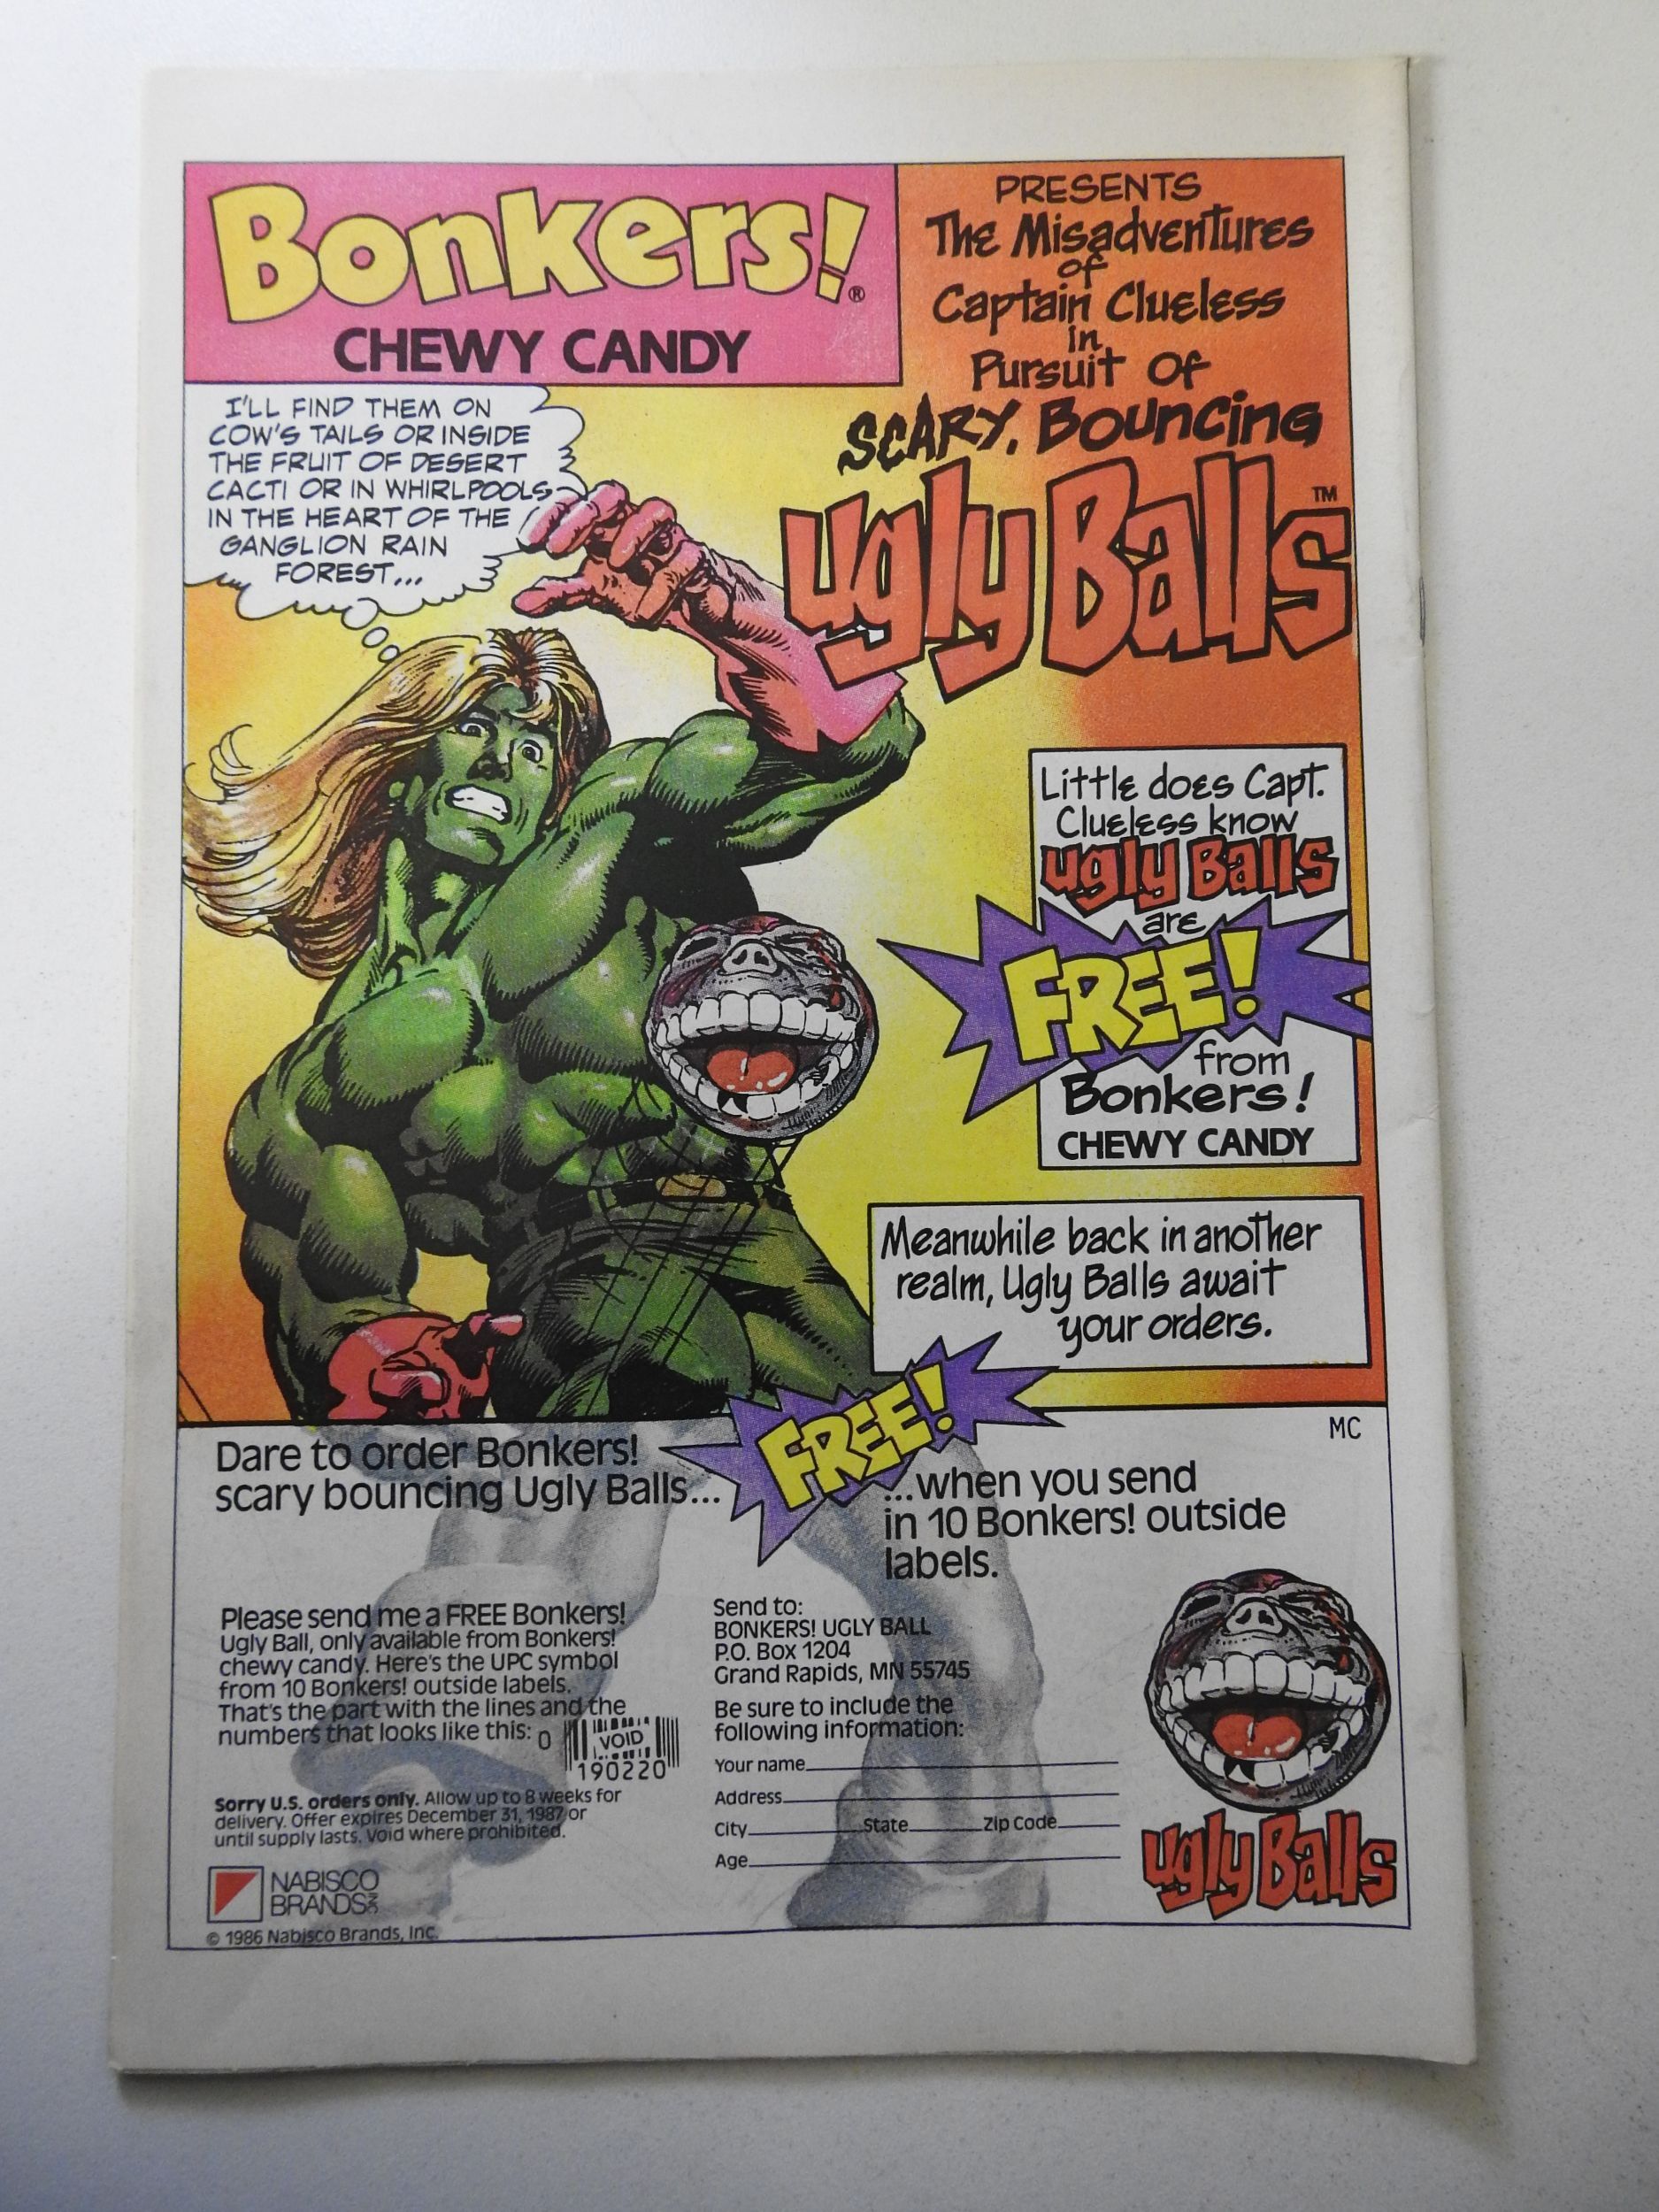 Bonkers!®
CHEWY CANDY
PRESENTS
The Misadventures
of
Captain Clueless
in
Pursuit Of
SCARY, Bouncing
ugly Balls™
I'LL FIND THEM ON
COW'S TAILS OR INSIDE
THE FRUIT OF DESERT
CACTI OR IN WHIRLPOOLS
IN THE HEART OF THE
GANGLION RAIN
FOREST...
Little does Capt.
Clueless know
ugly Balls
are
FREE!
from
Bonkers!
CHEWY CANDY
Meanwhile back in another
realm, Ugly Balls await
your orders.
MC
Dare to order Bonkers!
scary bouncing Ugly Balls...
FREE!
...when you send
in 10 Bonkers! outside
labels.
Please send me a FREE Bonkers!
Ugly Ball, only available from Bonkers!
chewy candy. Here's the UPC symbol
from 10 Bonkers! outside labels.
That's the part with the lines and the
numbers that looks like this: 0
VOID
190220
Sorry U.S. orders only. Allow up to 8 weeks for
delivery. Offer expires December 31, 1987 or
until supply lasts. Void where prohibited.
NABISCO
BRANDS INC
© 1986 Nabisco Brands, Inc.
Send to:
BONKERS! UGLY BALL
P.O. Box 1204
Grand Rapids, MN 55745
Be sure to include the
following information:
Your name
Address
City State Zip Code
Age
ugly Balls